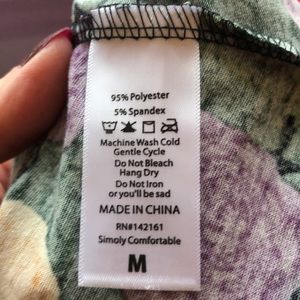 95% Polyester
5% Spandex
Machine Wash Cold
Gentle Cycle
Do Not Bleach
Hang Dry
Do Not Iron
or you'll be sad
MADE IN CHINA
RN#142161
Simoly Comfortable
M